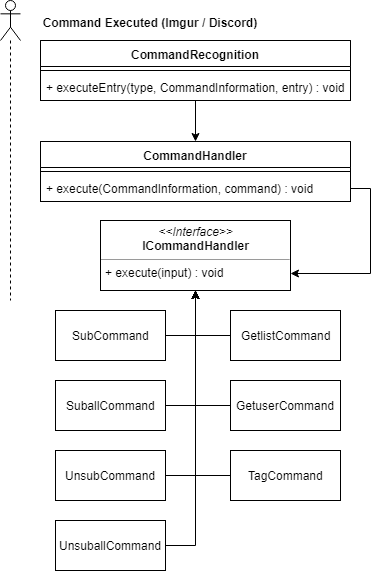 Command Executed (Imgur / Discord)
CommandRecognition
+ executeEntry(type, CommandInformation, entry) : void
CommandHandler
+ execute(CommandInformation, command) : void
<<Interface>>
ICommandHandler
+ execute(input) : void
SubCommand
GetlistCommand
SuballCommand
GetuserCommand
UnsubCommand
TagCommand
UnsuballCommand